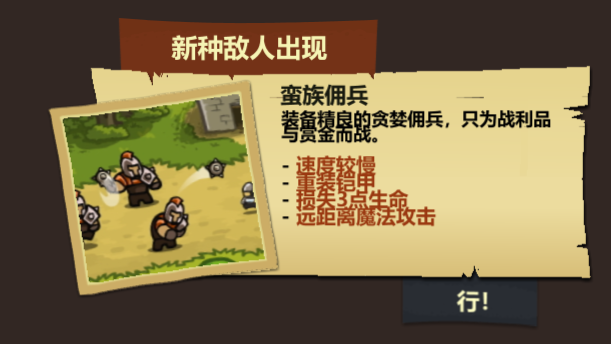 新种敌人出现
蛮族佣兵
装备精良的贪婪佣兵，只为战利品
与赏金而战。
- 速度较慢
- 重装铠甲
- 损失3点生命
- 远距离魔法攻击
行!